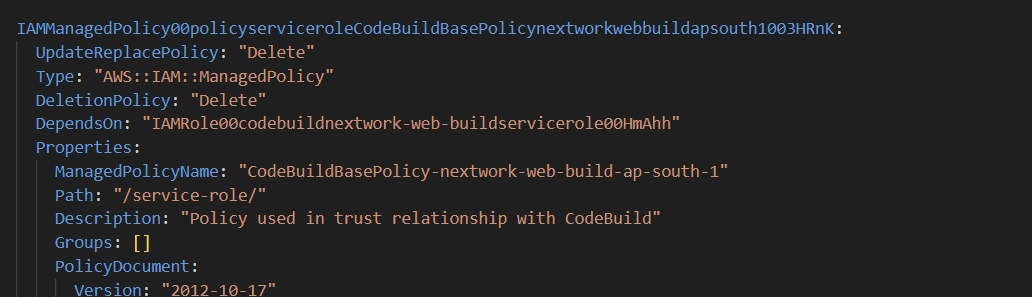 IAMManagedPolicy00policyserviceroleCodeBuildBasePolicynextworkwebbuildapsouth1003HRnK:
UpdateReplacePolicy: "Delete"
Type: "AWS::IAM::ManagedPolicy"
DeletionPolicy: "Delete"
DependsOn: "IAMRole00codebuildnextwork-web-buildservicerole00HmAhh"
Properties:
ManagedPolicyName: "CodeBuildBasePolicy-nextwork-web-build-ap-south-1"
Path: "/service-role/"
Description: "Policy used in trust relationship with CodeBuild"
Groups: []
PolicyDocument:
Version: "2012-10-17"